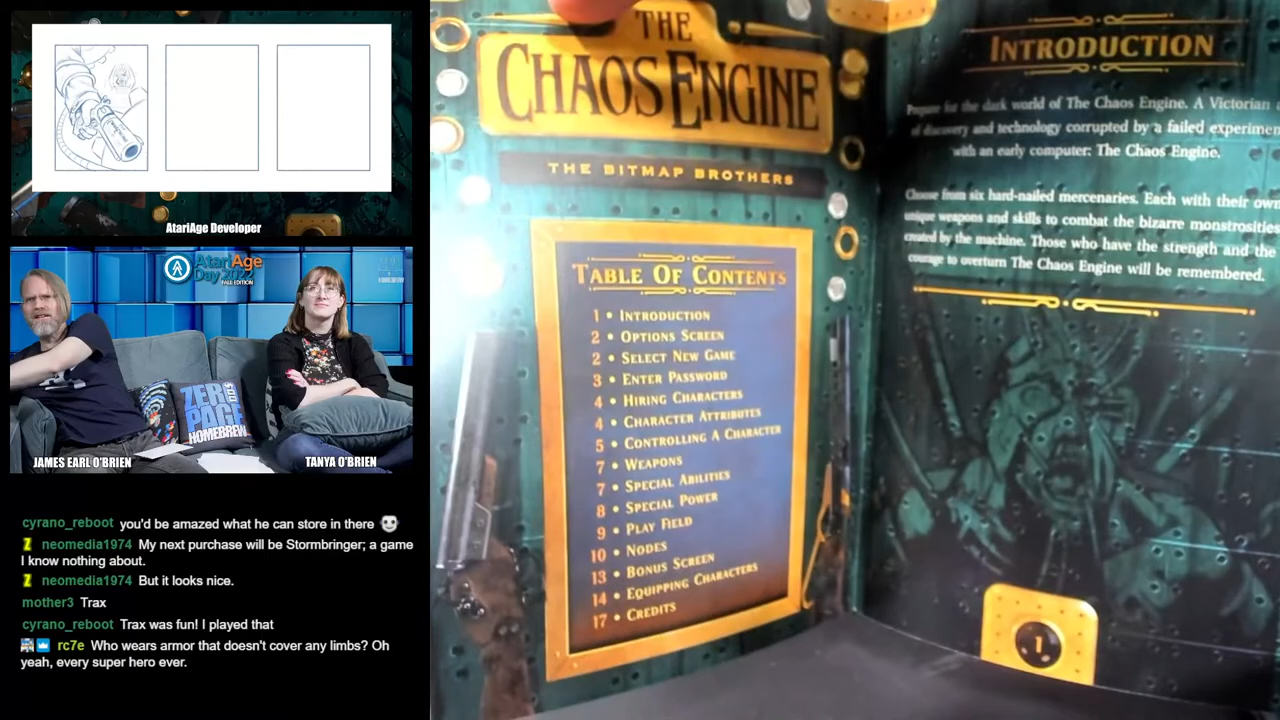 AtariAge Developer
AtariAge
Day 2022
FALL EDITION
ZERO
PAGE
HOMEBREW
JAMES EARL O'BRIEN
TANYA O'BRIEN
cyrano_reboot you'd be amazed what he can store in there
neomedia1974 My next purchase will be Stormbringer; a game
I know nothing about.
neomedia1974 But it looks nice.
mother3 Trax
cyrano_reboot Trax was fun! I played that
rc7e Who wears armor that doesn't cover any limbs? Oh
yeah, every super hero ever.
THE
CHAOS ENGINE
THE BITMAP BROTHERS
TABLE OF CONTENTS
1 • INTRODUCTION
2 • OPTIONS SCREEN
2 • SELECT NEW GAME
3 • ENTER PASSWORD
4 • HIRING CHARACTERS
4 • CHARACTER ATTRIBUTES
5 • CONTROLLING A CHARACTER
7 • WEAPONS
7 • SPECIAL ABILITIES
8 • SPECIAL POWER
9 • PLAY FIELD
10 • NODES
13 • BONUS SCREEN
14 • EQUIPPING CHARACTERS
17 • CREDITS
INTRODUCTION
Prepare for the dark world of The Chaos Engine. A Victorian
of discovery and technology corrupted by a failed experimen
with an early computer: The Chaos Engine.
Choose from six hard-nailed mercenaries. Each with their own
unique weapons and skills to combat the bizarre monstrosities
created by the machine. Those who have the strength and the
courage to overturn The Chaos Engine will be remembered.
1